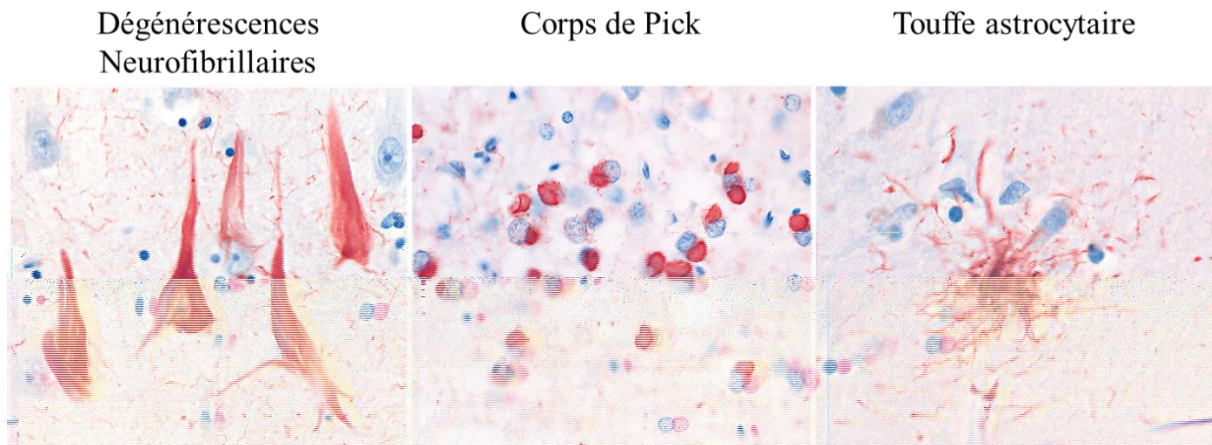 Dégénérescences
Neurofibrillaires
Corps de Pick
Touffe astrocytaire